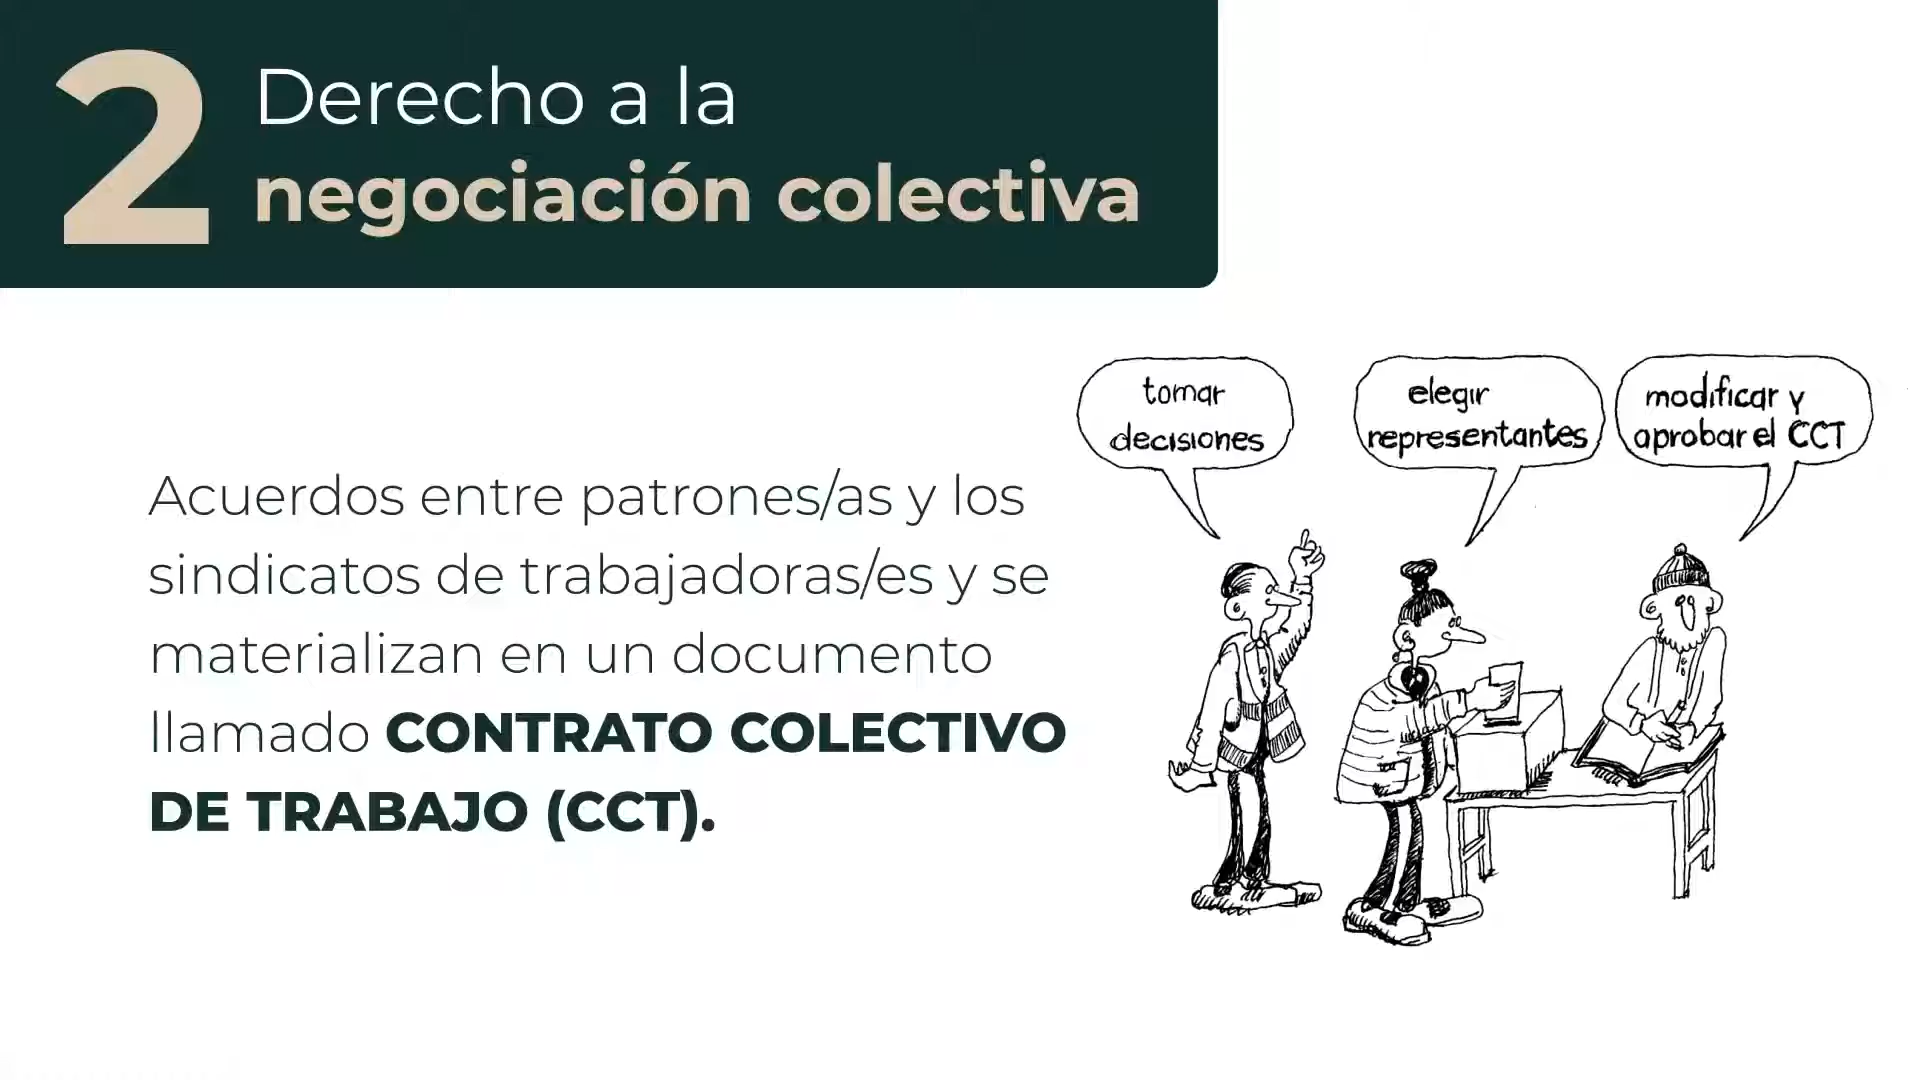 2
Derecho a la
negociación colectiva
tomar
decisiones
elegir
representantes
modificar y
aprobar el CCT
Acuerdos entre patrones/as y los
sindicatos de trabajadoras/es y se
materializan en un documento
llamado CONTRATO COLECTIVO
DE TRABAJO (CCT).